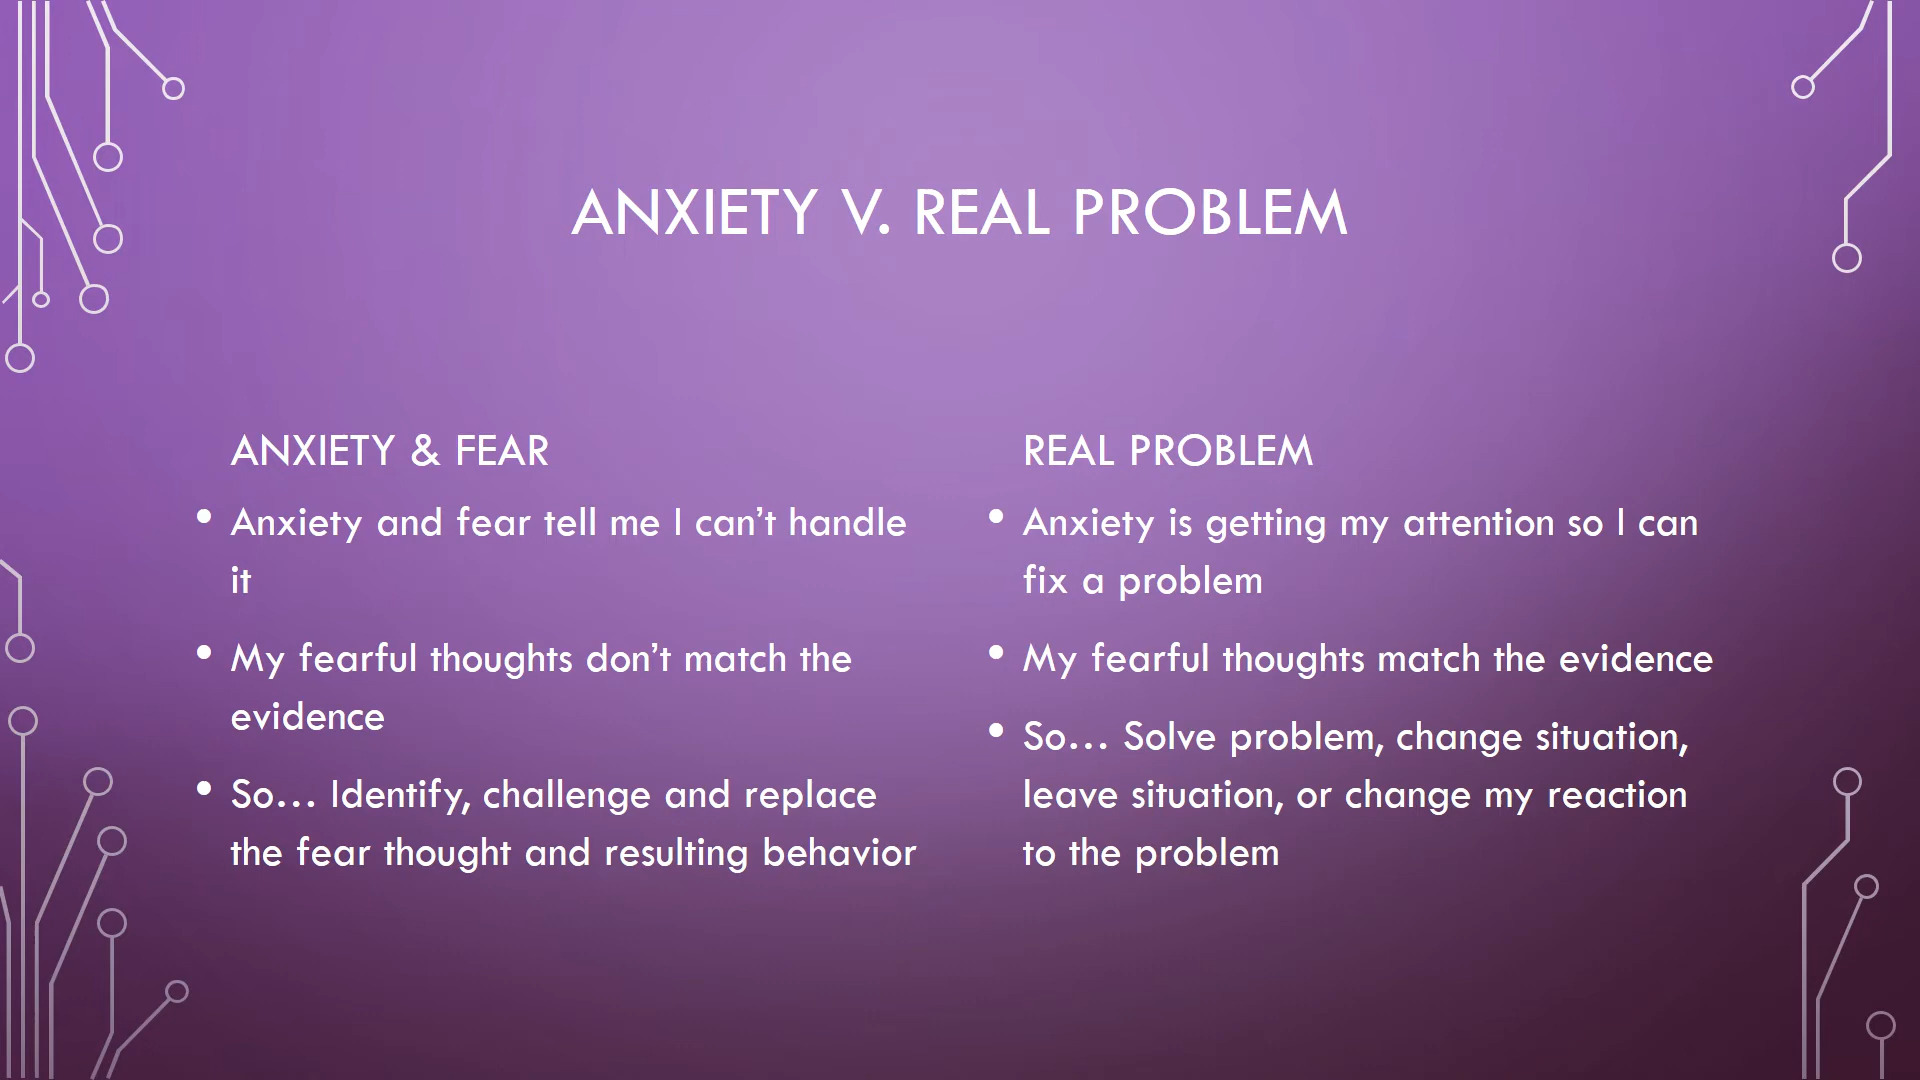 ANXIETY V. REAL PROBLEM
ANXIETY & FEAR
• Anxiety and fear tell me I can’t handle
it
• My fearful thoughts don’t match the
evidence
• So… Identify, challenge and replace
the fear thought and resulting behavior
REAL PROBLEM
• Anxiety is getting my attention so I can
fix a problem
• My fearful thoughts match the evidence
• So… Solve problem, change situation,
leave situation, or change my reaction
to the problem